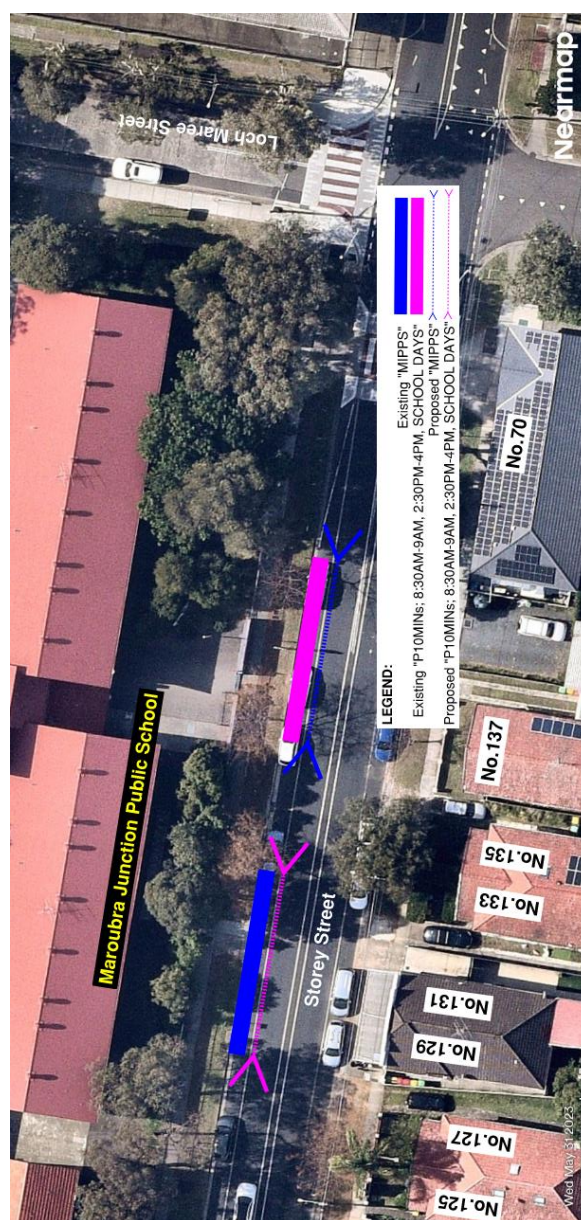 Maroubra Junction Public School
Loch Maree Street
Storey Street
LEGEND:
Existing "MIPPS"
Existing "P10MINs; 8:30AM-9AM, 2:30PM-4PM, SCHOOL DAYS"
Proposed "MIPPS"
Proposed "P10MINs; 8:30AM-9AM, 2:30PM-4PM, SCHOOL DAYS"
No.125
No.127
No.129
No.131
No.133
No.135
No.137
No.70
Wed May 31 2023
Nearmap